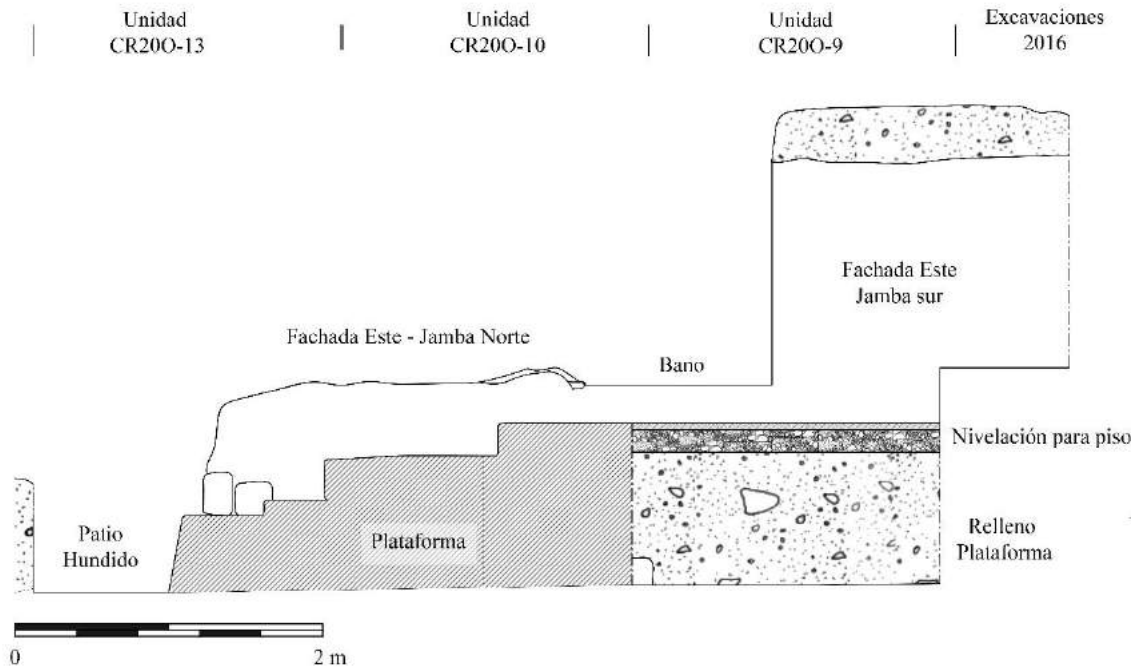 Unidad
CR20O-13
Unidad
CR20O-10
Unidad
CR20O-9
Excavaciones
2016
Fachada Este
Jamba sur
Fachada Este - Jamba Norte
Bano
Nivelación para piso
Patio
Hundido
Plataforma
Relleno
Plataforma
0
2 m